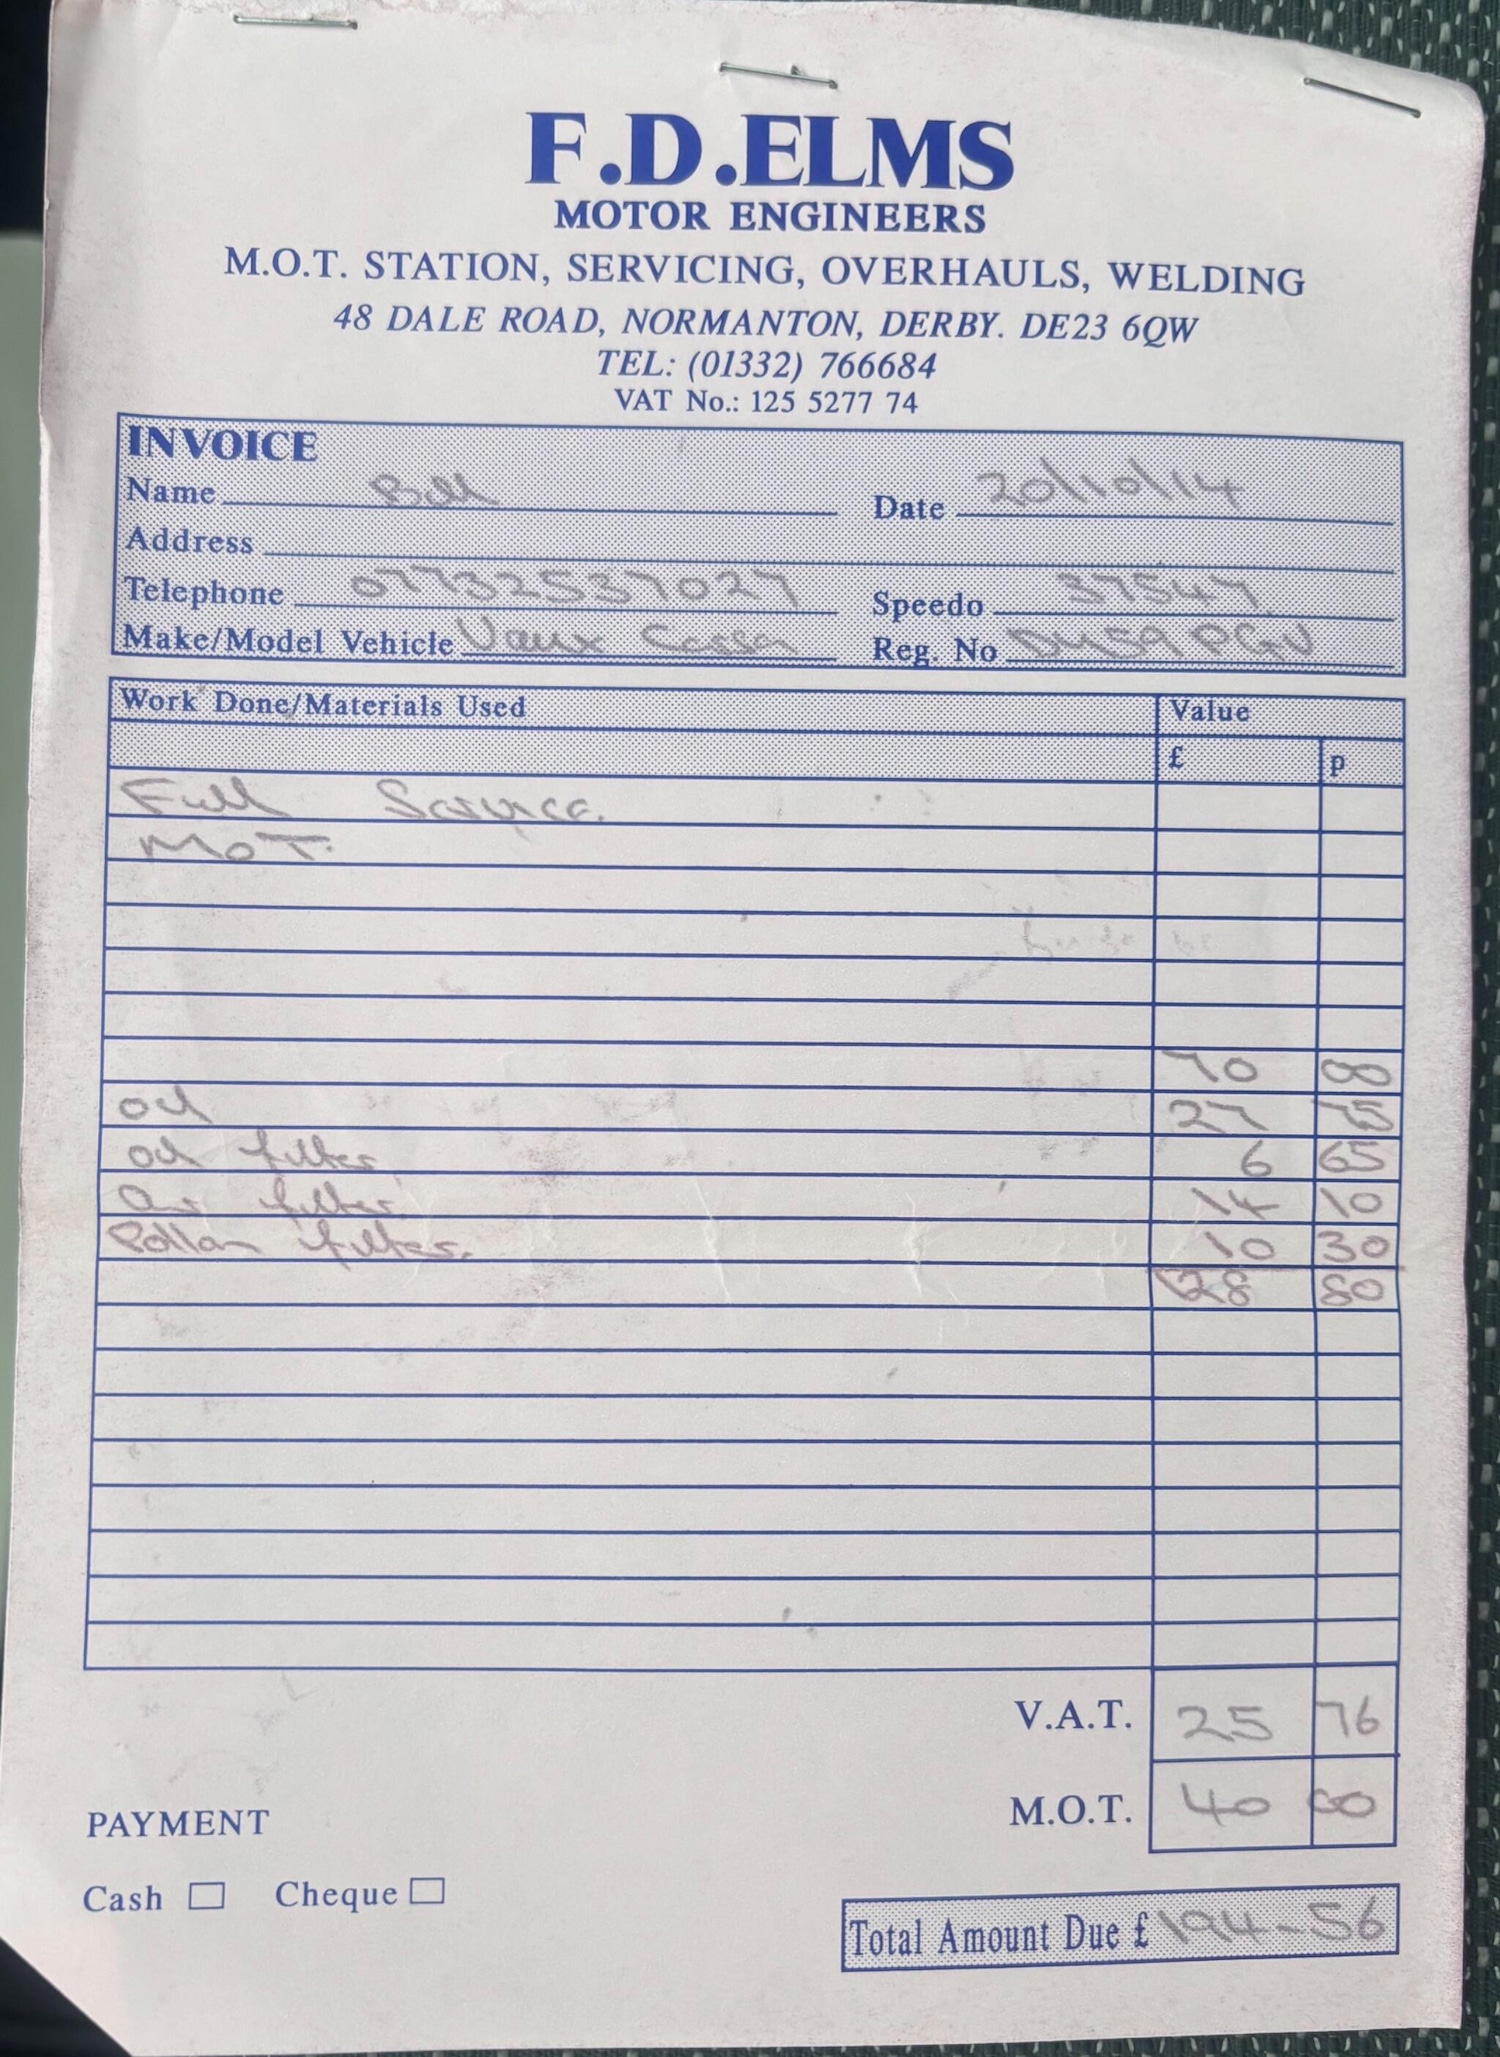 F.D.ELMS
MOTOR ENGINEERS
M.O.T. STATION, SERVICING, OVERHAULS, WELDING
48 DALE ROAD, NORMANTON, DERBY. DE23 6QW
TEL: (01332) 766684
VAT No.: 125 5277 74
INVOICE
Name Bill Date 20/10/14
Address
Telephone 07732537027 Speedo 37547
Make/Model Vehicle Vaux Corsa Reg. No PGV
Work Done/Materials Used Value
£ p
Full Service.
MOT.
70 00
oil 27 75
oil filter 6 65
air filter 14 10
Pollen filter. 10 30
128 80
V.A.T. 25 76
M.O.T. 40 00
PAYMENT
Cash Cheque
Total Amount Due £ 194-56